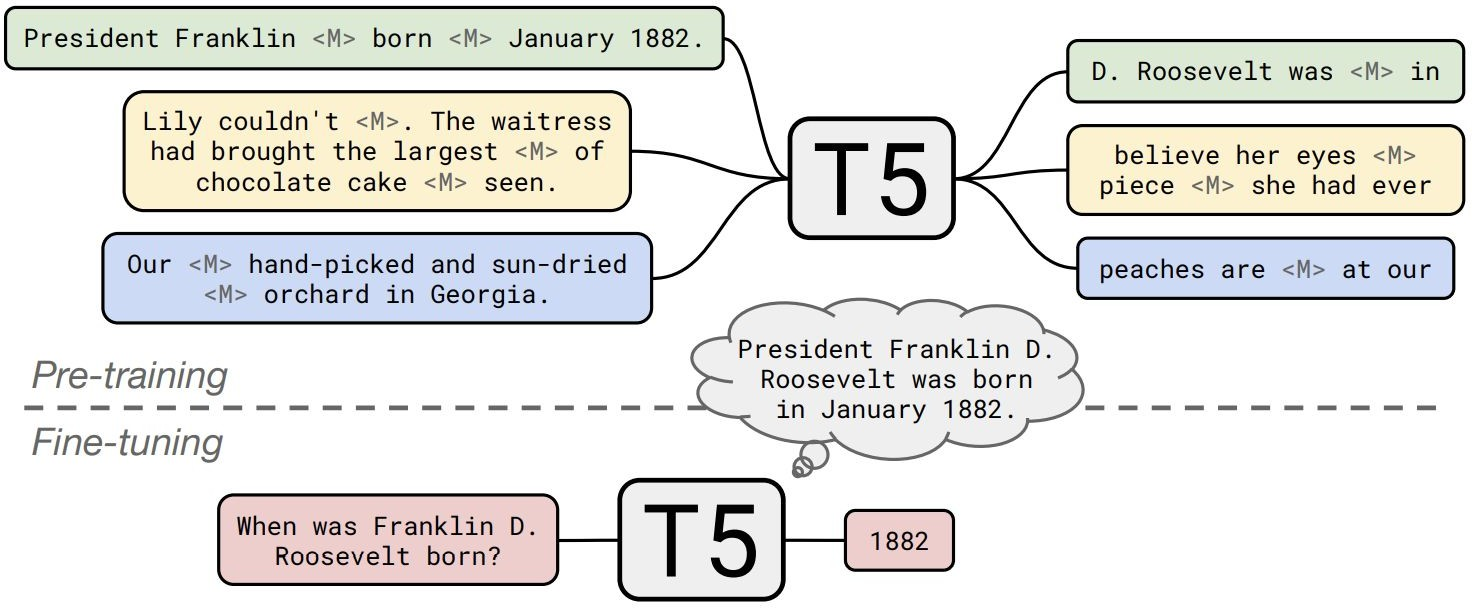 President Franklin <M> born <M> January 1882.
Lily couldn't <M>. The waitress
had brought the largest <M> of
chocolate cake <M> seen.
Our <M> hand-picked and sun-dried
<M> orchard in Georgia.
T5
D. Roosevelt was <M> in
believe her eyes <M>
piece <M> she had ever
peaches are <M> at our
Pre-training
President Franklin D.
Roosevelt was born
in January 1882.
Fine-tuning
When was Franklin D.
Roosevelt born?
T5
1882